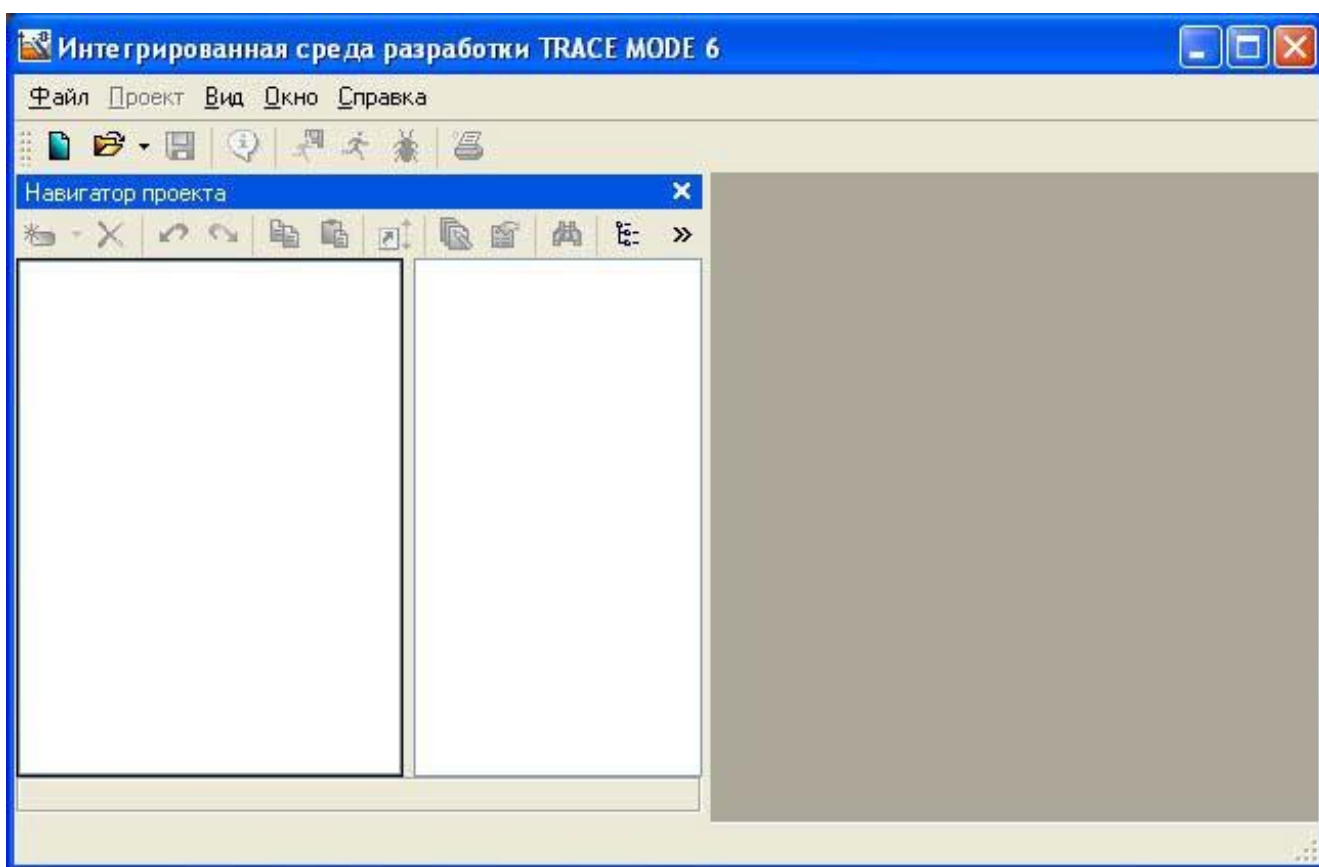 Интегрированная среда разработки TRACE MODE 6
Файл Проект Вид Окно Справка
Навигатор проекта